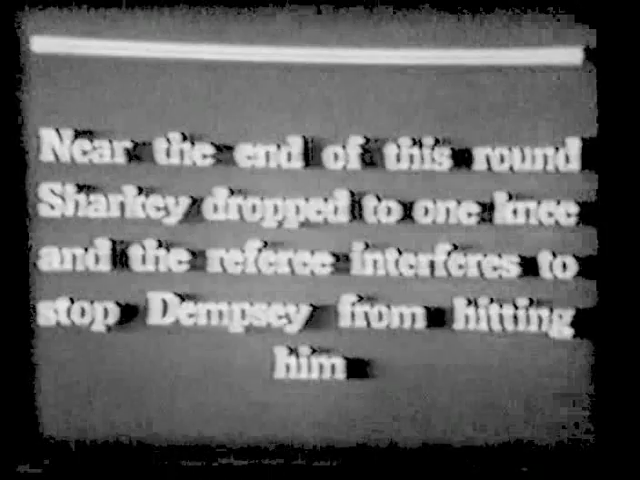 Near the end of this round
Sharkey dropped to one knee
and the referee interferes to
stop Dempsey from hitting
him